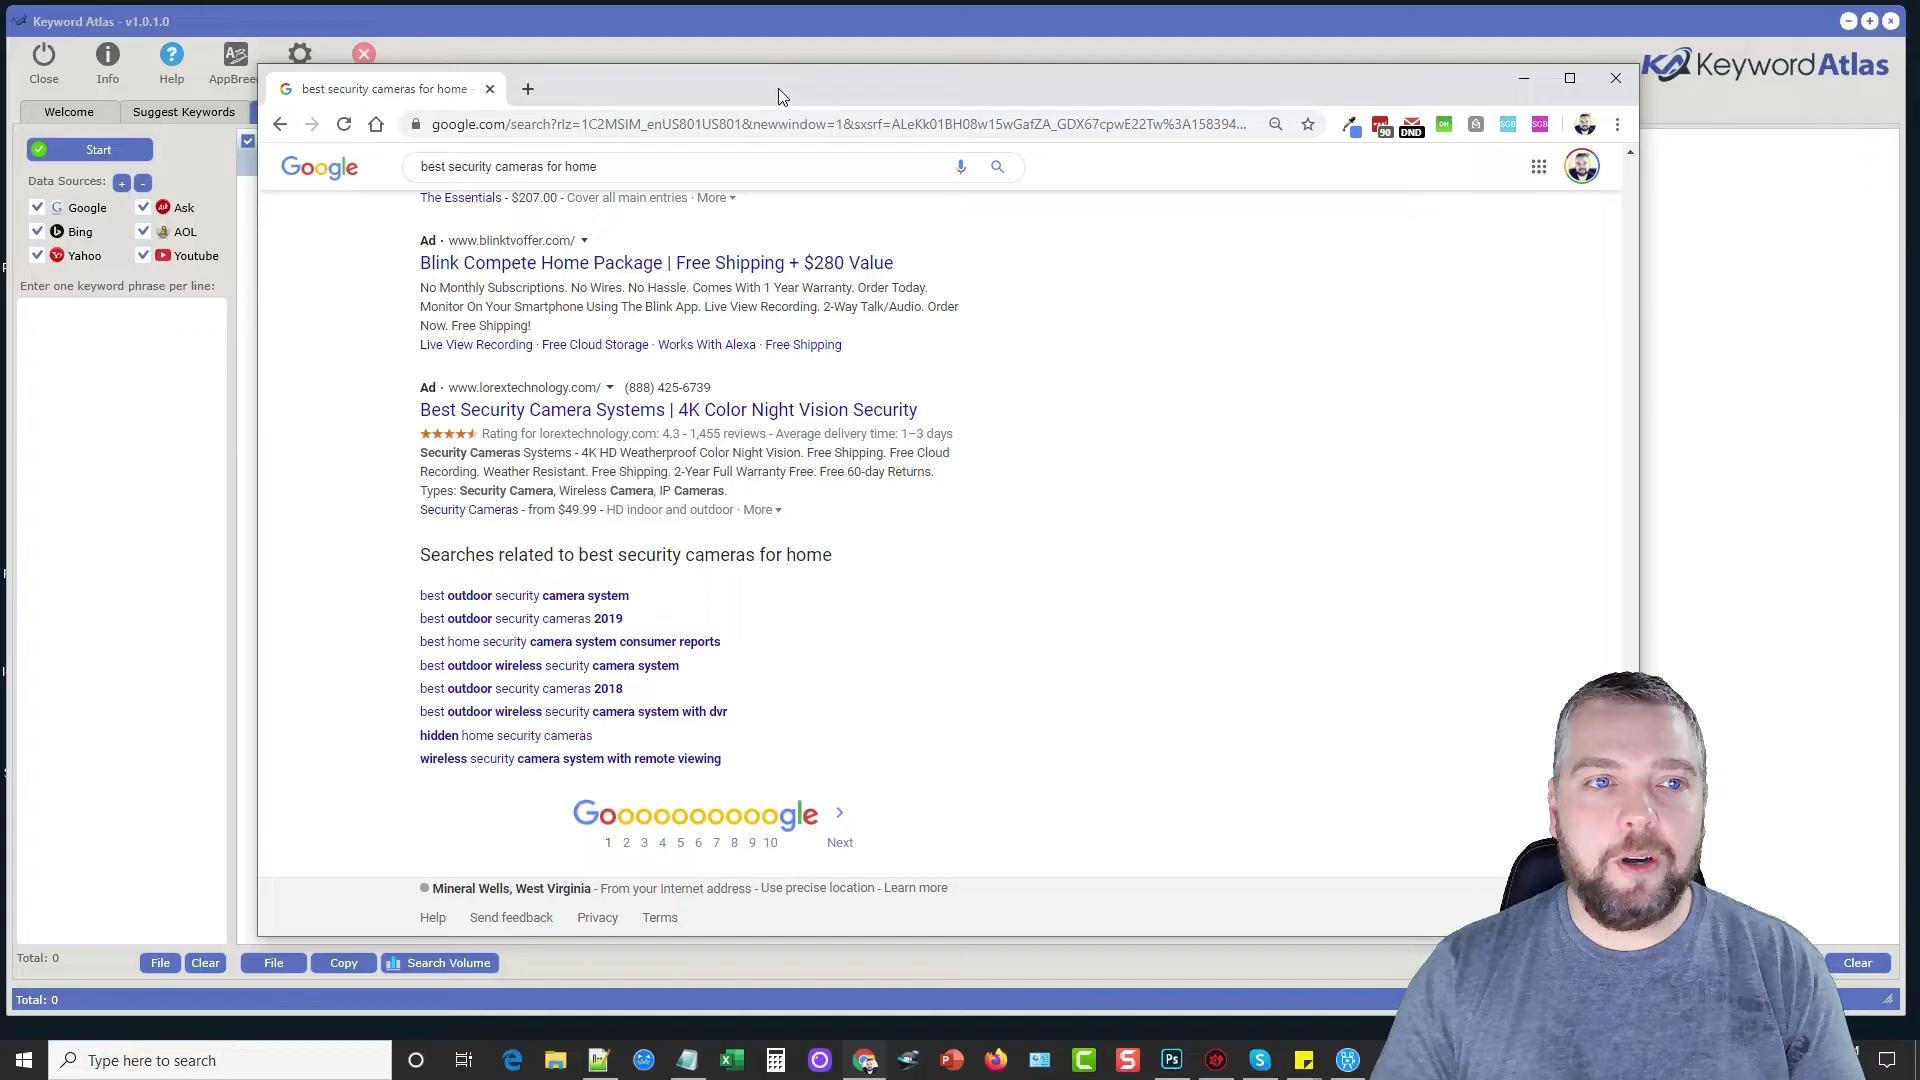 Keyword Atlas - v1.0.1.0
Close
Info
Help
AppBree
KeywordAtlas
Welcome
Suggest Keywords
Start
Data Sources:
+
-
Google
Ask
Bing
AOL
Yahoo
Youtube
Enter one keyword phrase per line:
best security cameras for home -
google.com/search?rlz=1C2MSIM_enUS801US801&newwindow=1&sxsrf=ALeKk01BH08w15wGafZA_GDX67cpwE22Tw%3A158394...
90
DND
ON
SGB
SGB
Google
best security cameras for home
The Essentials - $207.00 - Cover all main entries · More
Ad · www.blinktvoffer.com/
Blink Compete Home Package | Free Shipping + $280 Value
No Monthly Subscriptions. No Wires. No Hassle. Comes With 1 Year Warranty. Order Today.
Monitor On Your Smartphone Using The Blink App. Live View Recording. 2-Way Talk/Audio. Order
Now. Free Shipping!
Live View Recording · Free Cloud Storage · Works With Alexa · Free Shipping
Ad · www.lorextechnology.com/ (888) 425-6739
Best Security Camera Systems | 4K Color Night Vision Security
Rating for lorextechnology.com: 4.3 - 1,455 reviews - Average delivery time: 1–3 days
Security Cameras Systems - 4K HD Weatherproof Color Night Vision. Free Shipping. Free Cloud
Recording. Weather Resistant. Free Shipping. 2-Year Full Warranty Free. Free 60-day Returns.
Types: Security Camera, Wireless Camera, IP Cameras.
Security Cameras - from $49.99 - HD indoor and outdoor · More
Searches related to best security cameras for home
best outdoor security camera system
best outdoor security cameras 2019
best home security camera system consumer reports
best outdoor wireless security camera system
best outdoor security cameras 2018
best outdoor wireless security camera system with dvr
hidden home security cameras
wireless security camera system with remote viewing
Goooooooooogle
1 2 3 4 5 6 7 8 9 10 Next
Mineral Wells, West Virginia - From your Internet address - Use precise location - Learn more
Help Send feedback Privacy Terms
Total: 0
File
Clear
File
Copy
Search Volume
Clear
Total: 0
Type here to search
Ps